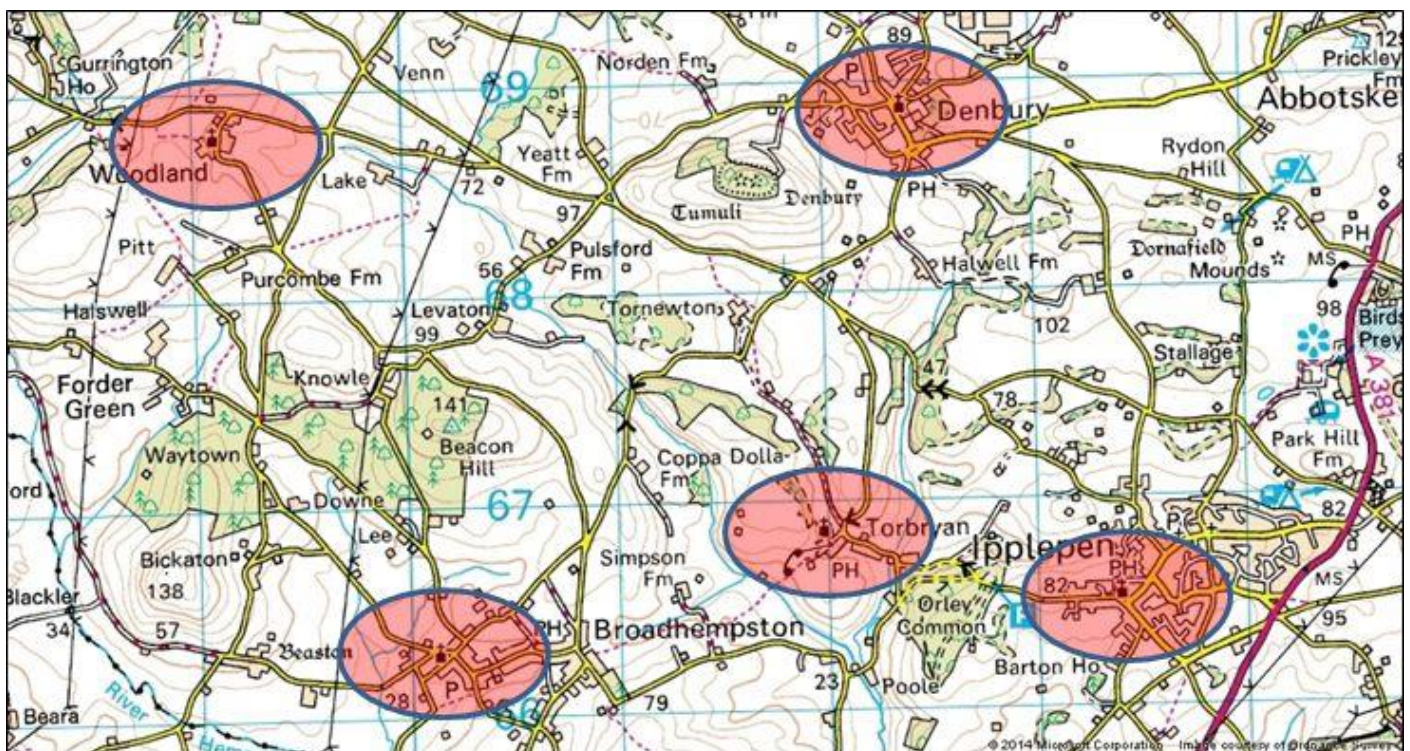 89
Gurrington
Ho
Venn
69
Norden Fm
P
Denbury
Prickley
Fm
Abbotske
Woodland
Lake
72
Yeatt
Fm
Rydon
Hill
97
Tumuli
Denbury
PH
Pitt
Pulsford
Fm
Dornafield
Mounds
PH
MS
Purcombe Fm
56
68
Halwell Fm
Halswell
Levaton
99
Tornewton
102
98
Birds
Prey
Stallage
A 381
Forder
Green
Knowle
47
141
78
Beacon
Hill
Park Hill
Fm
Waytown
Coppa Dolla
Fm
ord
67
Downe
82
Lee
Torbryan
P
Bickaton
Simpson
Fm
PH
Ipplepen
PH
82
MS
138
Blackler
34
57
Orley
Common
95
Beaston
PH
Broadhempston
Barton Ho
P
28
23
Poole
79
River
Beara
Hem
© 2014 Microsoft Corporation Image courtesy of